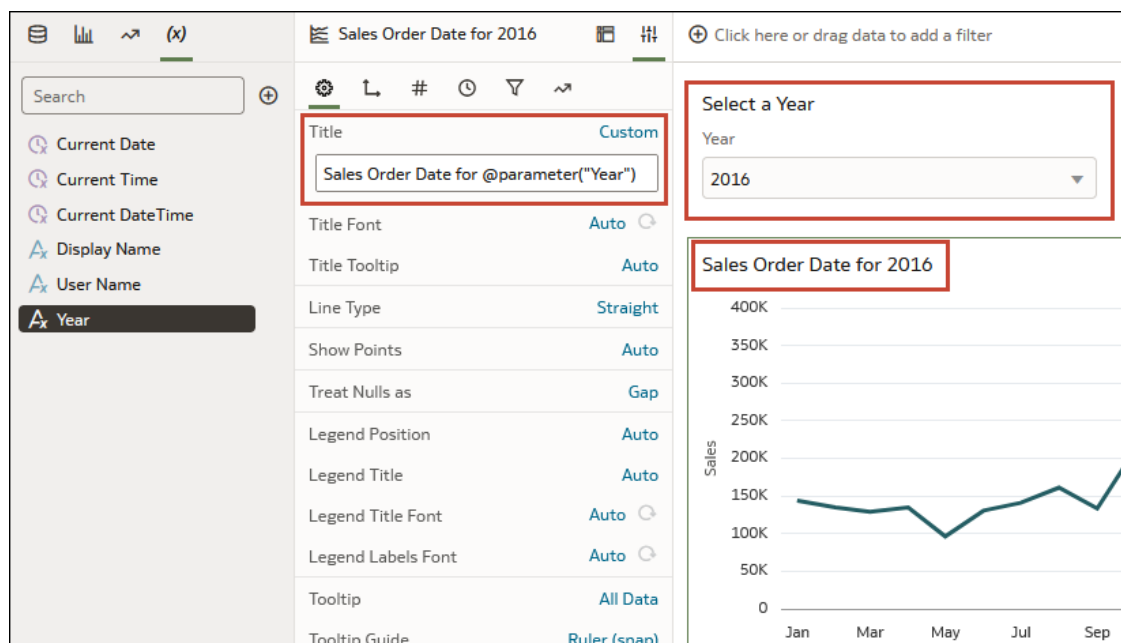 (x)
Search
Current Date
Current Time
Current DateTime
Display Name
User Name
Year
Sales Order Date for 2016
Title Custom
Sales Order Date for @parameter("Year")
Title Font Auto
Title Tooltip Auto
Line Type Straight
Show Points Auto
Treat Nulls as Gap
Legend Position Auto
Legend Title Auto
Legend Title Font Auto
Legend Labels Font Auto
Tooltip All Data
Tooltip Guide Ruler (snap)
Click here or drag data to add a filter
Select a Year
Year
2016
Sales Order Date for 2016
Sales
400K
350K
300K
250K
200K
150K
100K
50K
0
Jan Mar May Jul Sep